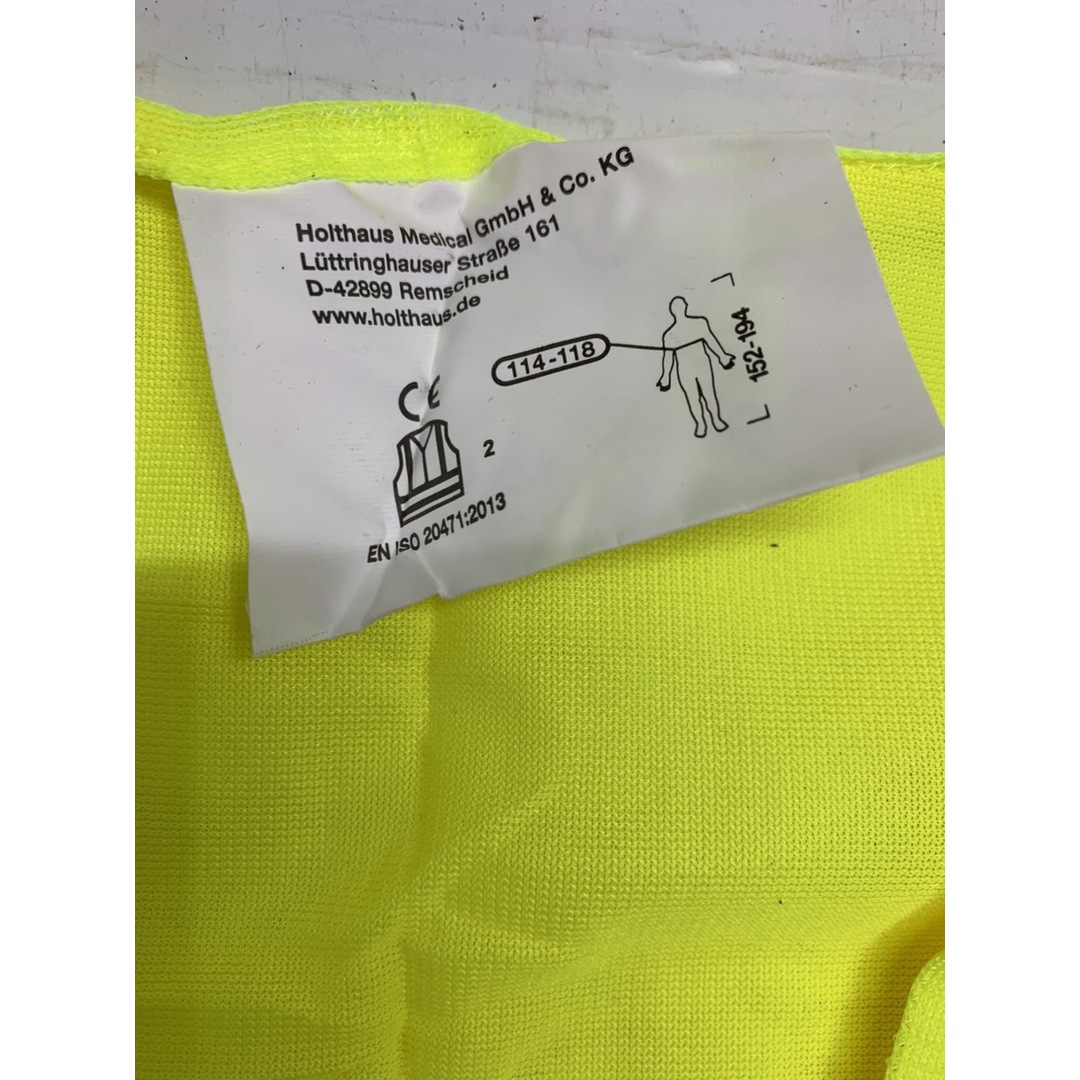 Holthaus Medical GmbH & Co. KG
Lüttringhauser Straße 161
D-42899 Remscheid
www.holthaus.de
114-118
152-194
CE
2
EN ISO 20471:2013